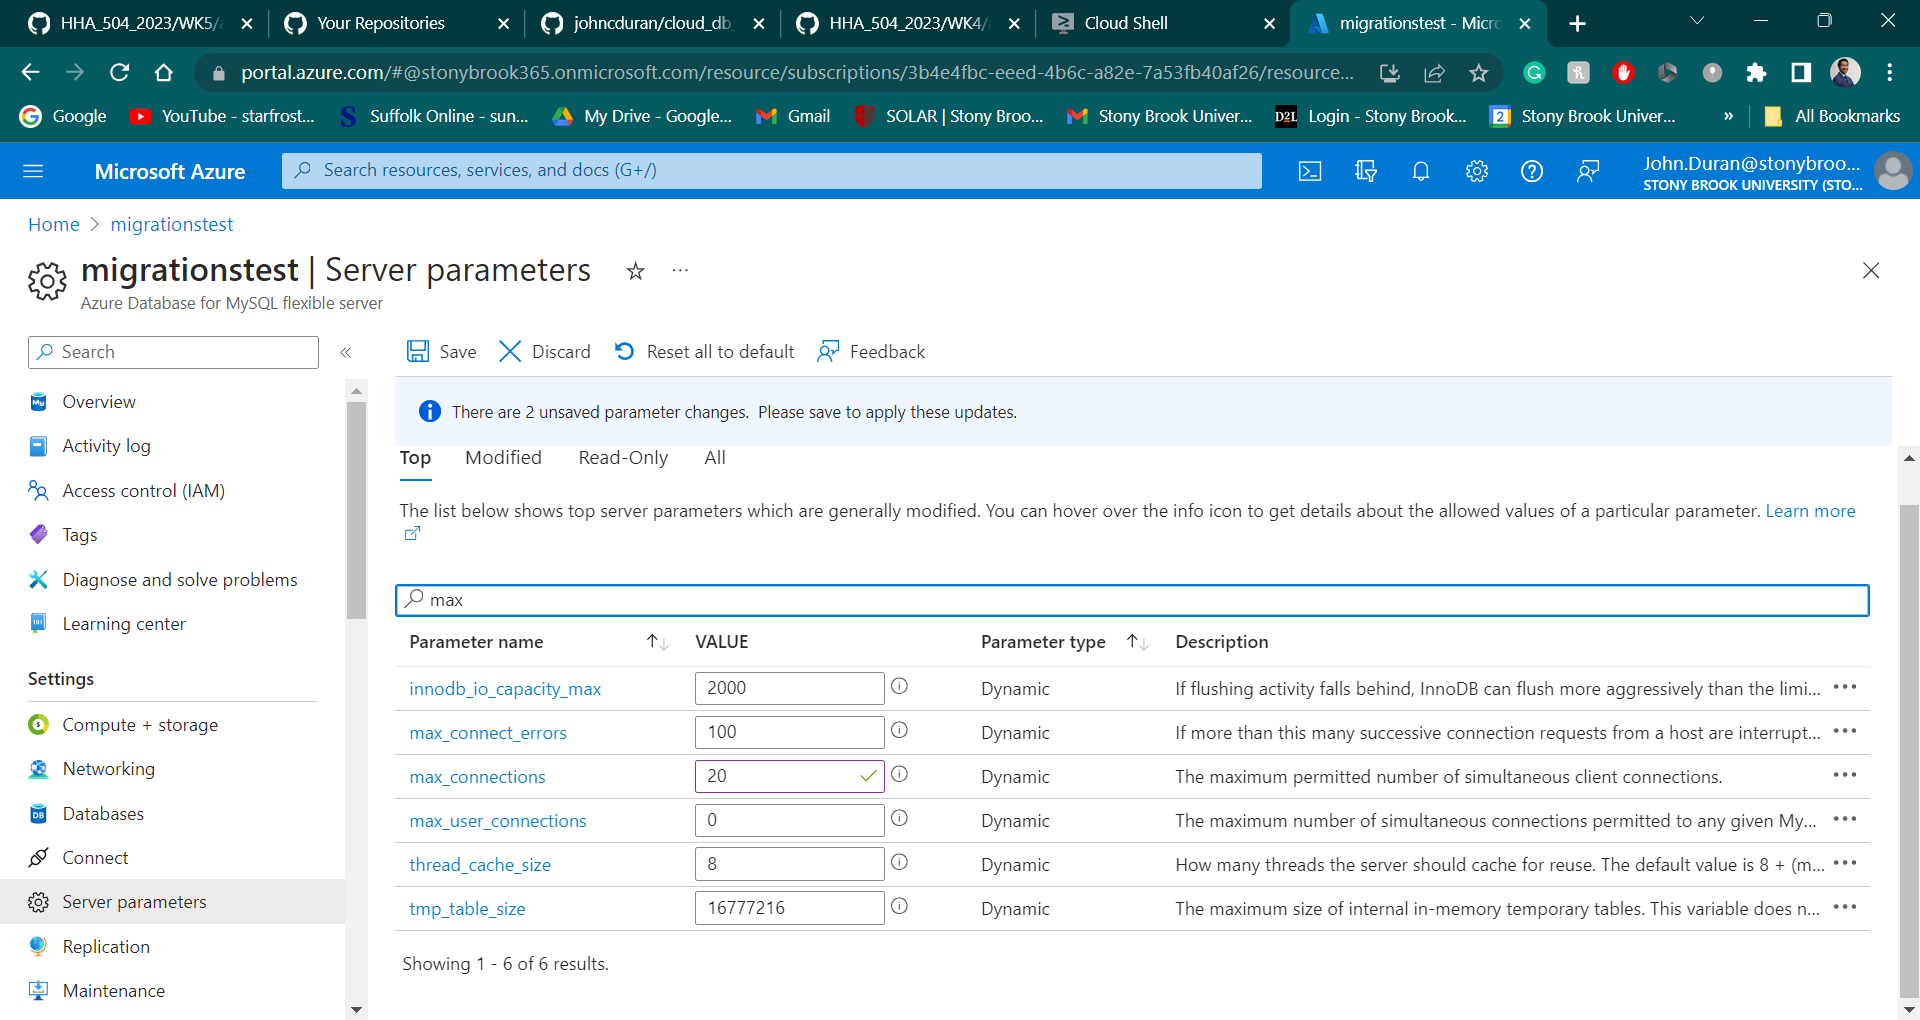 HHA_504_2023/WK5/
Your Repositories
johncduran/cloud_db_
HHA_504_2023/WK4/
Cloud Shell
migrationstest - Micro
portal.azure.com/#@stonybrook365.onmicrosoft.com/resource/subscriptions/3b4e4fbc-eeed-4b6c-a82e-7a53fb40af26/resource...
Google
YouTube - starfrost...
Suffolk Online - sun...
My Drive - Google...
Gmail
SOLAR | Stony Broo...
Stony Brook Univer...
D2L
Login - Stony Brook...
2
Stony Brook Univer...
»
All Bookmarks
Microsoft Azure
Search resources, services, and docs (G+/)
John.Duran@stonybroo...
STONY BROOK UNIVERSITY (STO...
Home > migrationstest
migrationstest | Server parameters
...
Azure Database for MySQL flexible server
Search
«
Save
Discard
Reset all to default
Feedback
There are 2 unsaved parameter changes. Please save to apply these updates.
Overview
Activity log
Access control (IAM)
Tags
Diagnose and solve problems
Learning center
Settings
Compute + storage
Networking
Databases
Connect
Server parameters
Replication
Maintenance
Top
Modified
Read-Only
All
The list below shows top server parameters which are generally modified. You can hover over the info icon to get details about the allowed values of a particular parameter. Learn more
max
Parameter name VALUE Parameter type Description
innodb_io_capacity_max 2000 Dynamic If flushing activity falls behind, InnoDB can flush more aggressively than the limi... •••
max_connect_errors 100 Dynamic If more than this many successive connection requests from a host are interrupt... •••
max_connections 20 Dynamic The maximum permitted number of simultaneous client connections. •••
max_user_connections 0 Dynamic The maximum number of simultaneous connections permitted to any given My... •••
thread_cache_size 8 Dynamic How many threads the server should cache for reuse. The default value is 8 + (m... •••
tmp_table_size 16777216 Dynamic The maximum size of internal in-memory temporary tables. This variable does n... •••
Showing 1 - 6 of 6 results.